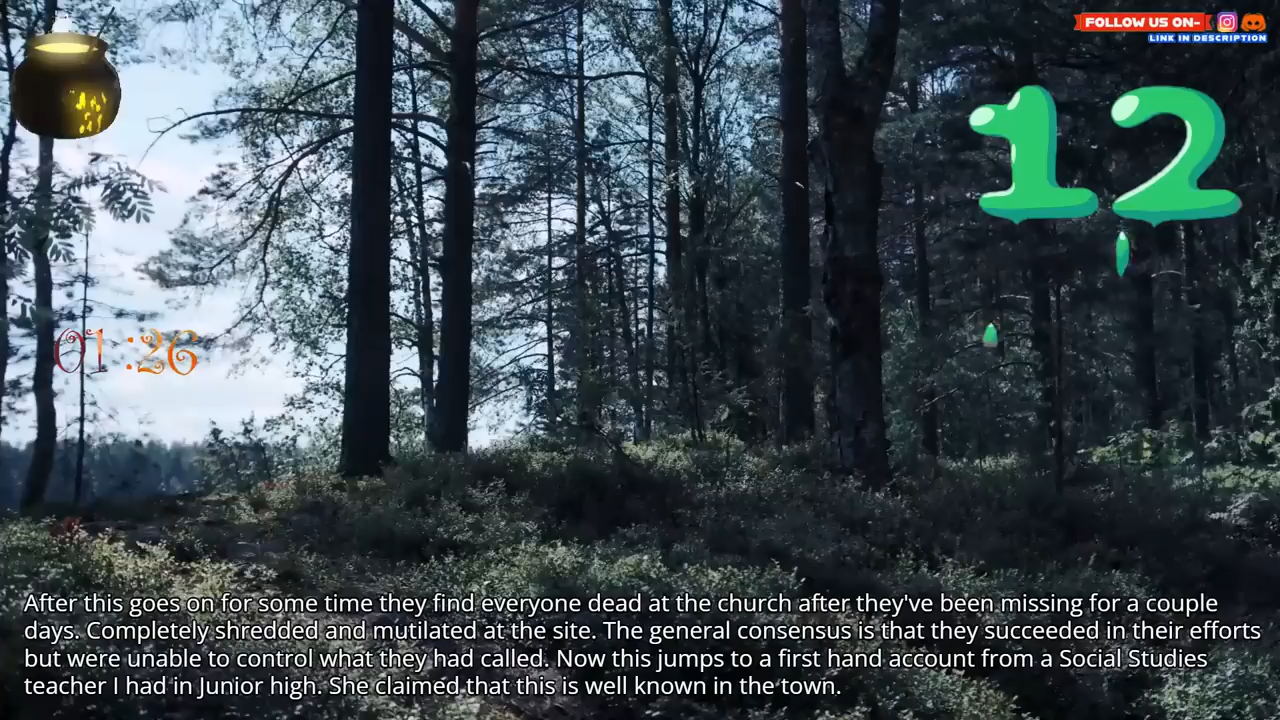 FOLLOW US ON-
LINK IN DESCRIPTION
12
01:26
After this goes on for some time they find everyone dead at the church after they've been missing for a couple
days. Completely shredded and mutilated at the site. The general consensus is that they succeeded in their efforts
but were unable to control what they had called. Now this jumps to a first hand account from a Social Studies
teacher I had in Junior high. She claimed that this is well known in the town.